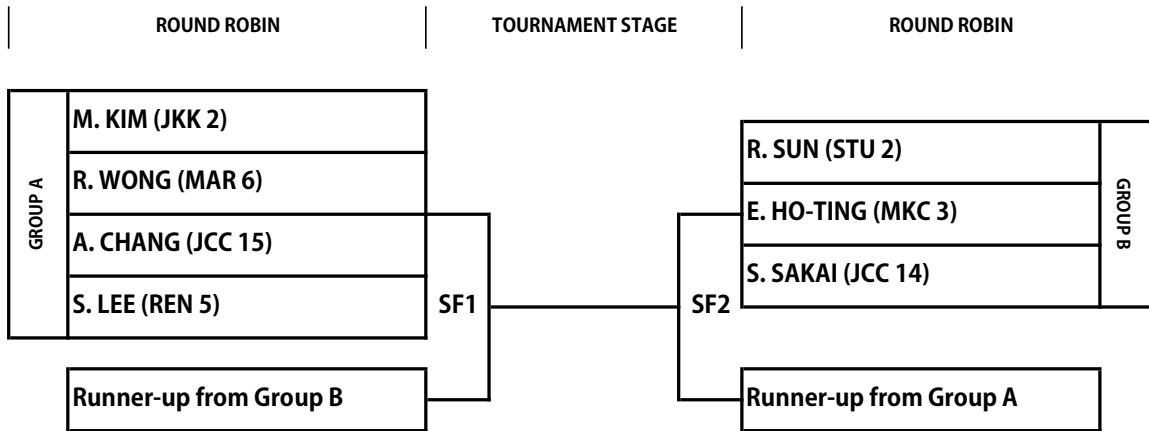 ROUND ROBIN
TOURNAMENT STAGE
ROUND ROBIN
GROUP A
M. KIM (JKK 2)
R. WONG (MAR 6)
A. CHANG (JCC 15)
S. LEE (REN 5)
Runner-up from Group B
SF1
SF2
R. SUN (STU 2)
E. HO-TING (MKC 3)
S. SAKAI (JCC 14)
GROUP B
Runner-up from Group A